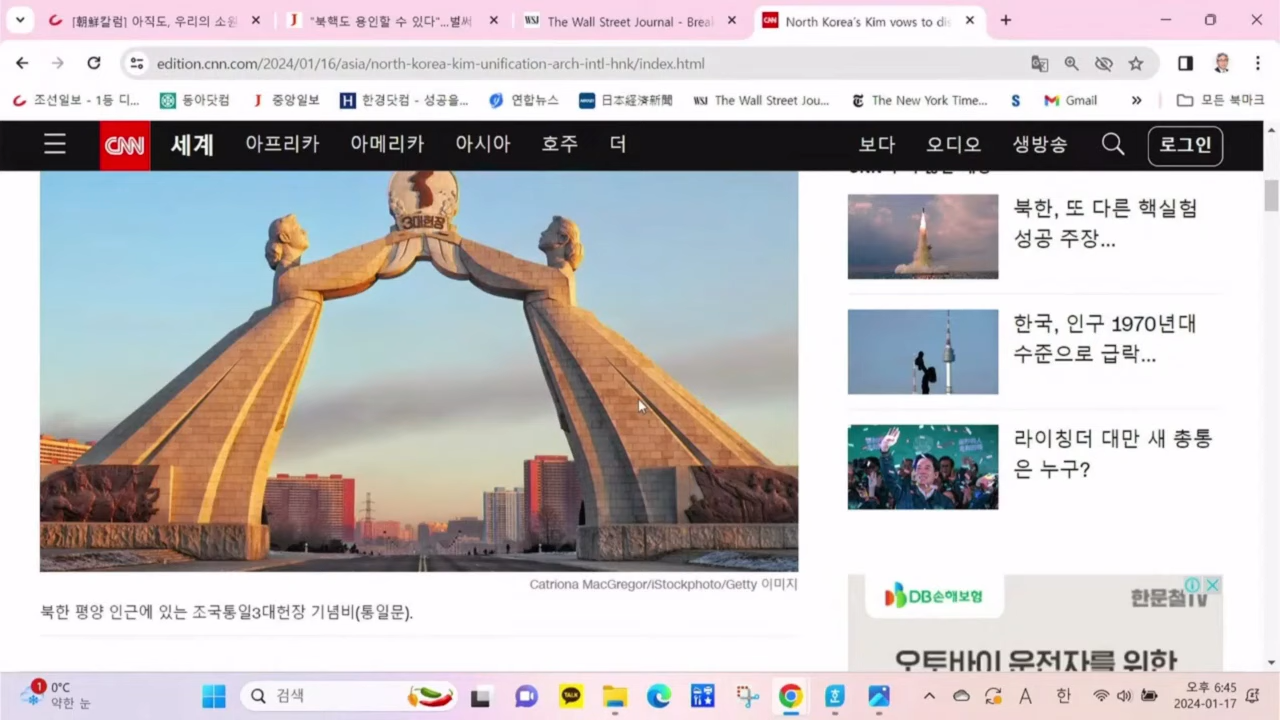 [朝鮮칼럼] 아직도, 우리의 소원
"북핵도 용인할 수 있다"...벌써
WSJ The Wall Street Journal - Brea
CNN North Korea's Kim vows to di
edition.cnn.com/2024/01/16/asia/north-korea-kim-unification-arch-intl-hnk/index.html
조선일보 - 1등 디... 동아닷컴 J 중앙일보 H 한경닷컴 - 성공을... 연합뉴스 日本経済新聞 WSJ The Wall Street Jou... The New York Time... S Gmail » 모든 북마크
CNN 세계 아프리카 아메리카 아시아 호주 더 보다 오디오 생방송 로그인
3대헌장
북한, 또 다른 핵실험
성공 주장...
한국, 인구 1970년대
수준으로 급락...
라이칭더 대만 새 총통
은 누구?
Catriona MacGregor/iStockphoto/Getty 이미지
북한 평양 인근에 있는 조국통일3대헌장 기념비(통일문).
DB손해보험
한문철TV
오토바이 운전자를 위한
1 0°C
약한 눈
검색
TALK
A 한
오후 6:45
2024-01-17